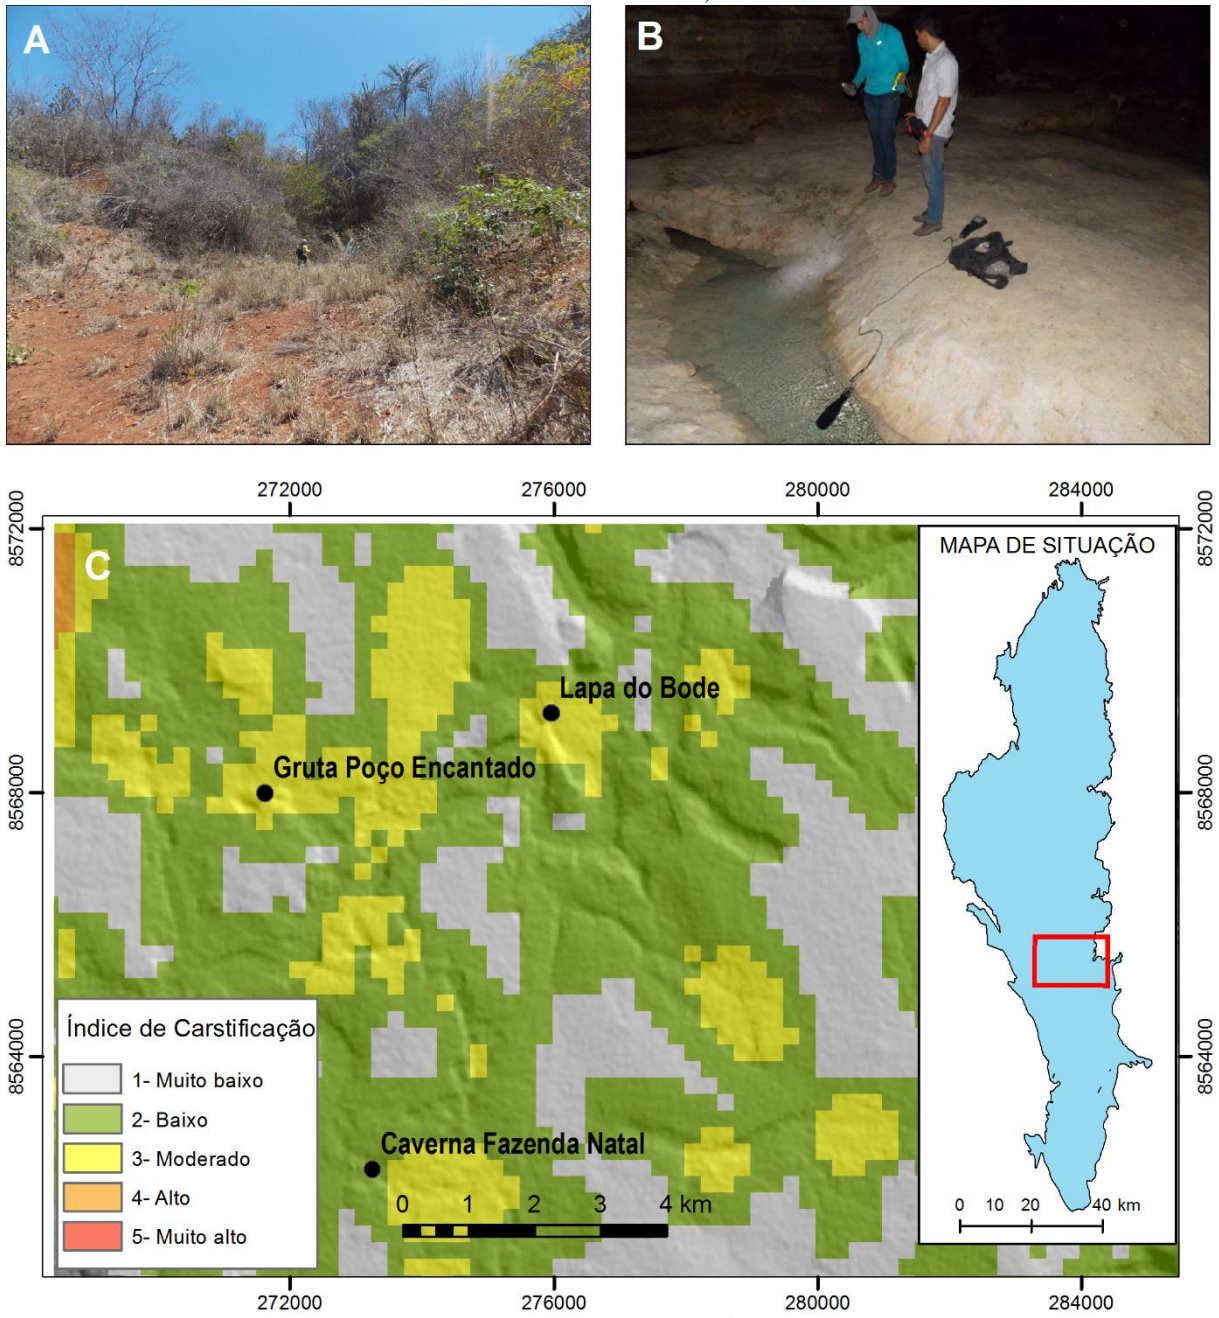 A
B
272000
276000
280000
284000
8572000
8572000
C
MAPA DE SITUAÇÃO
Lapa do Bode
Gruta Poço Encantado
8568000
8568000
Índice de Carstificação
1- Muito baixo
2- Baixo
3- Moderado
4- Alto
5- Muito alto
8564000
8564000
Caverna Fazenda Natal
0 1 2 3 4 km
0 10 20 40 km
272000
276000
280000
284000